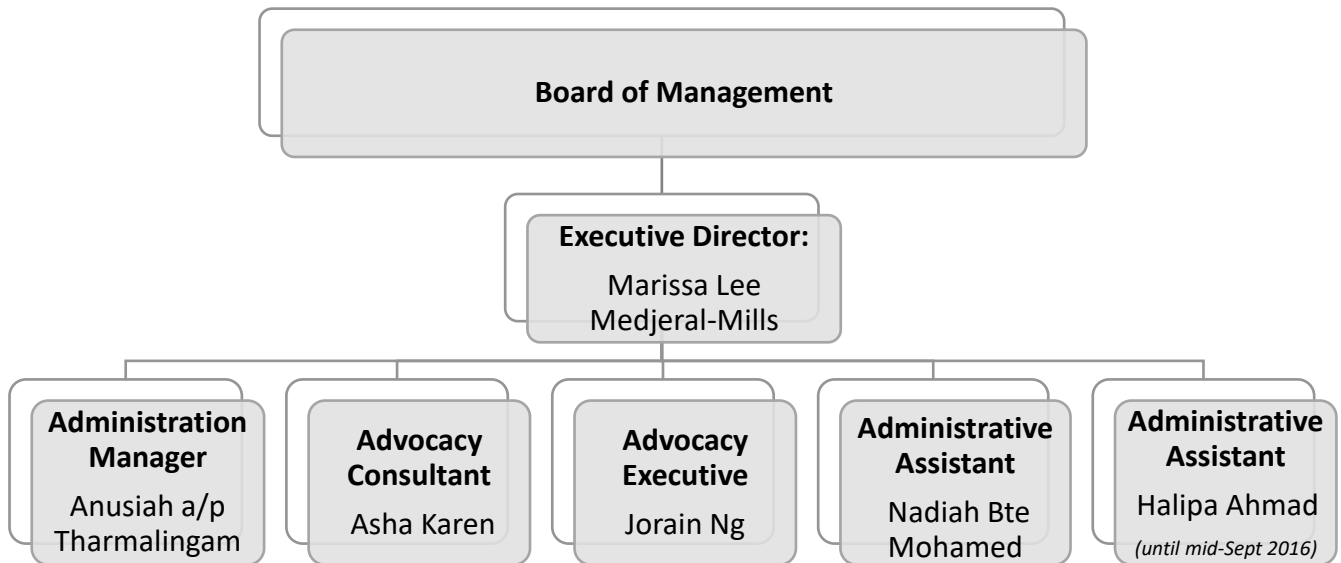 Board of Management
Executive Director:
Marissa Lee
Medjeral-Mills
Administration
Manager
Anusiah a/p
Tharmalingam
Advocacy
Consultant
Asha Karen
Advocacy
Executive
Jorain Ng
Administrative
Assistant
Nadiah Bte
Mohamed
Administrative
Assistant
Halipa Ahmad
(until mid-Sept 2016)